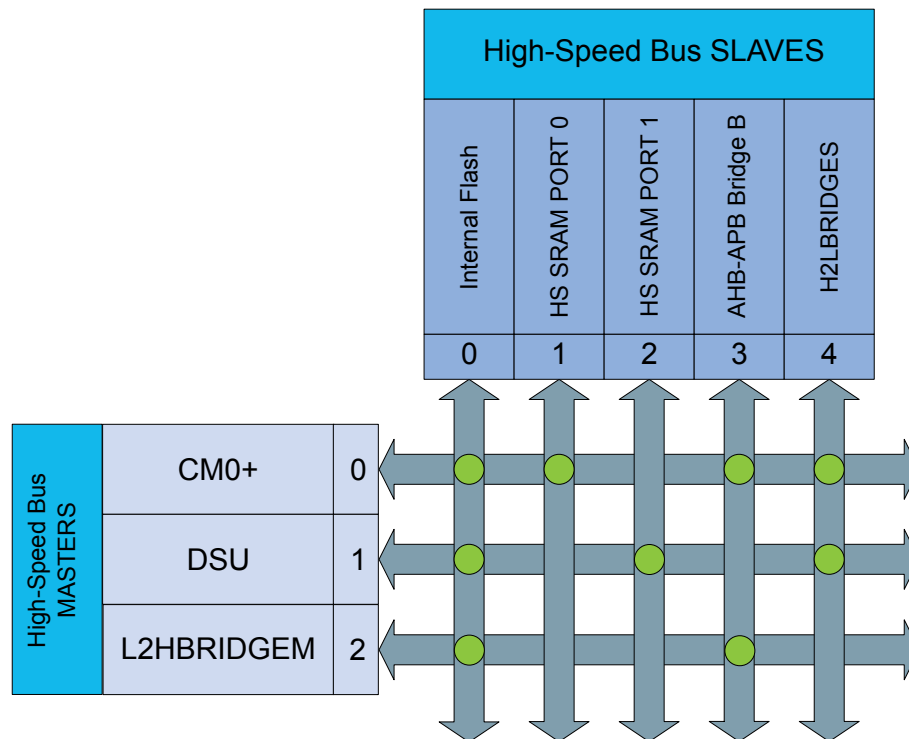 High-Speed Bus SLAVES
Internal Flash
HS SRAM PORT 0
HS SRAM PORT 1
AHB-APB Bridge B
H2LBRIDGES
0 1 2 3 4
High-Speed Bus
MASTERS
CM0+ 0
DSU 1
L2HBRIDGEM 2